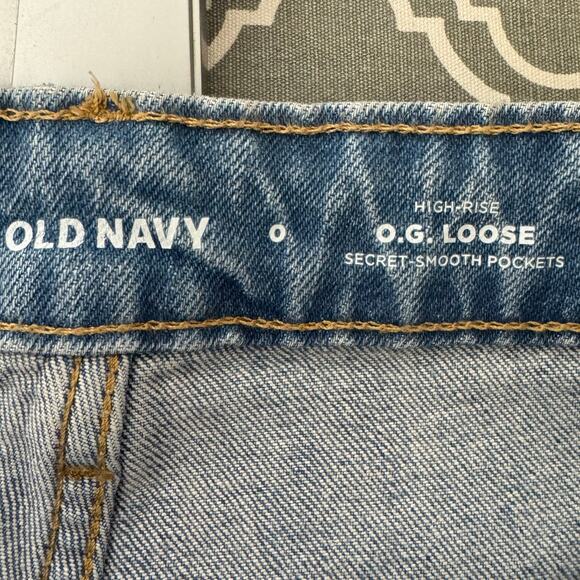 OLD NAVY
0
HIGH-RISE
O.G. LOOSE
SECRET-SMOOTH POCKETS